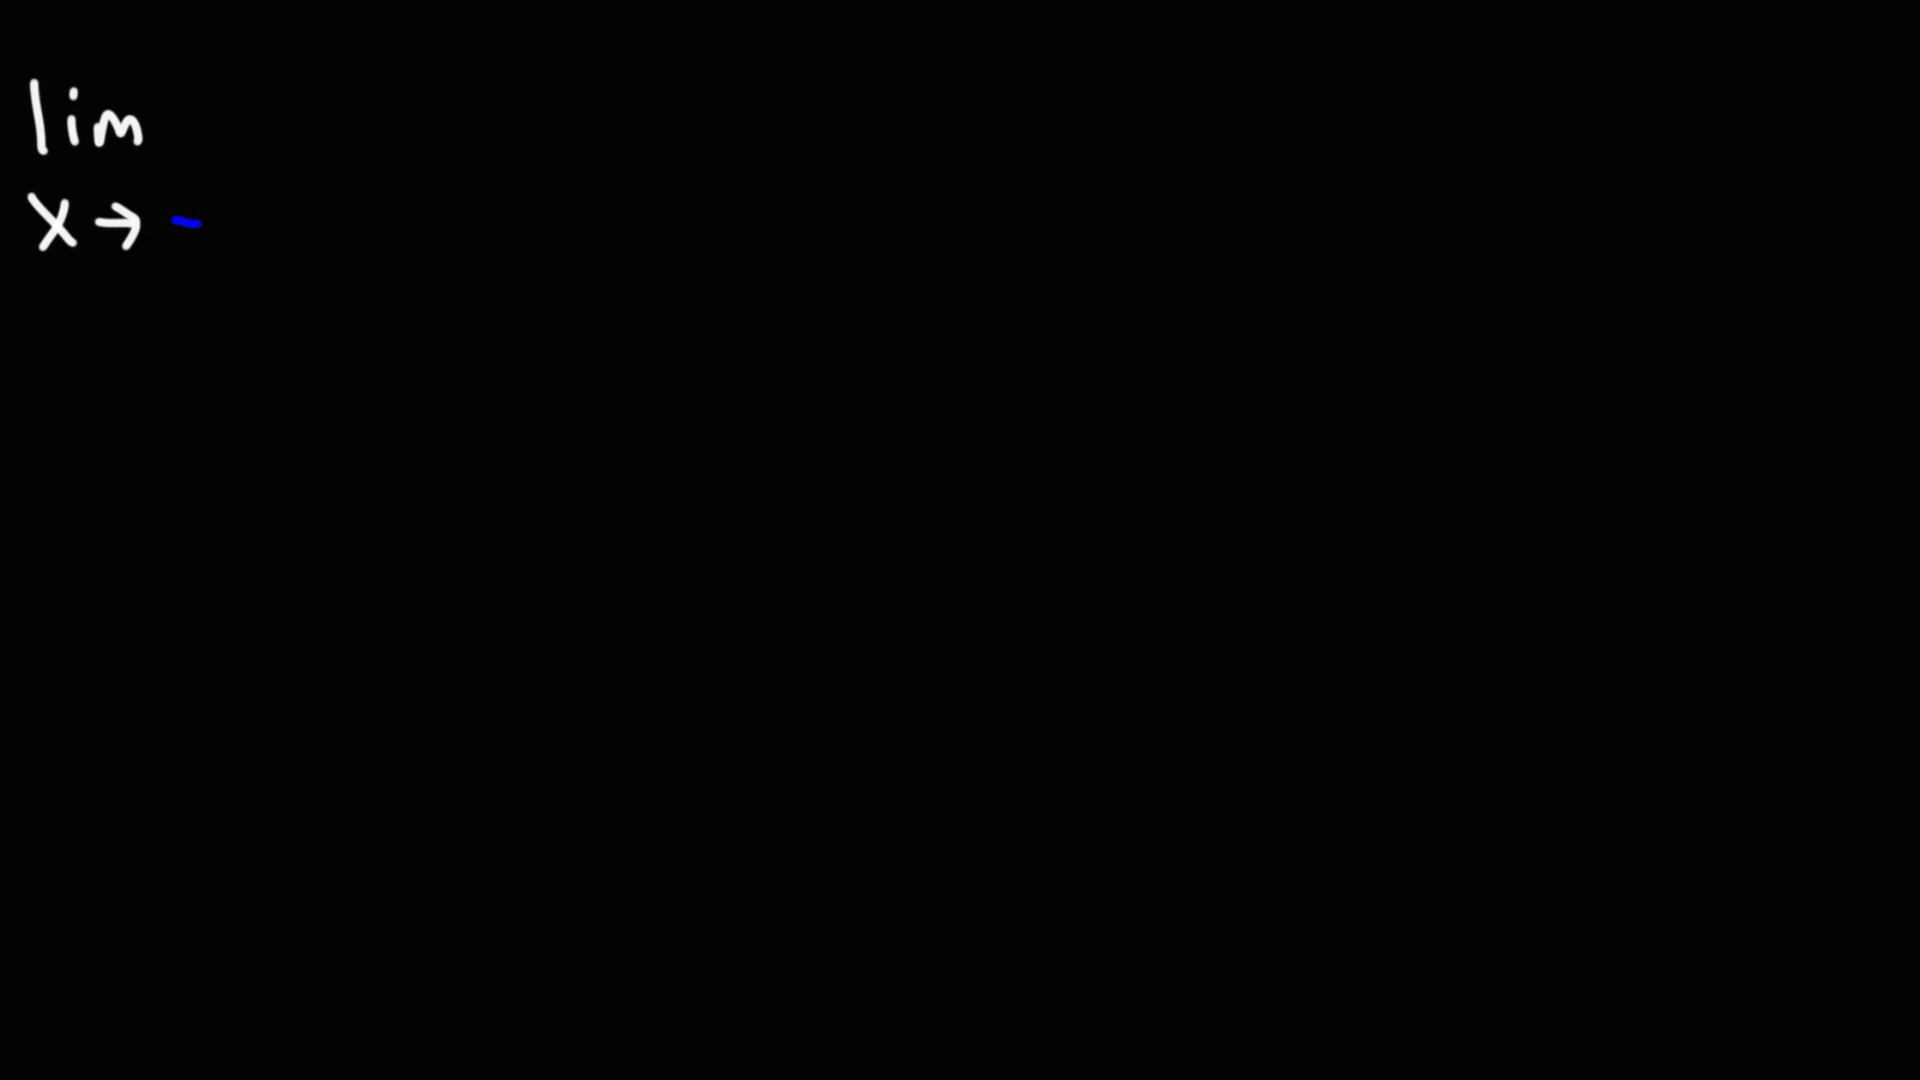 lim
x → -